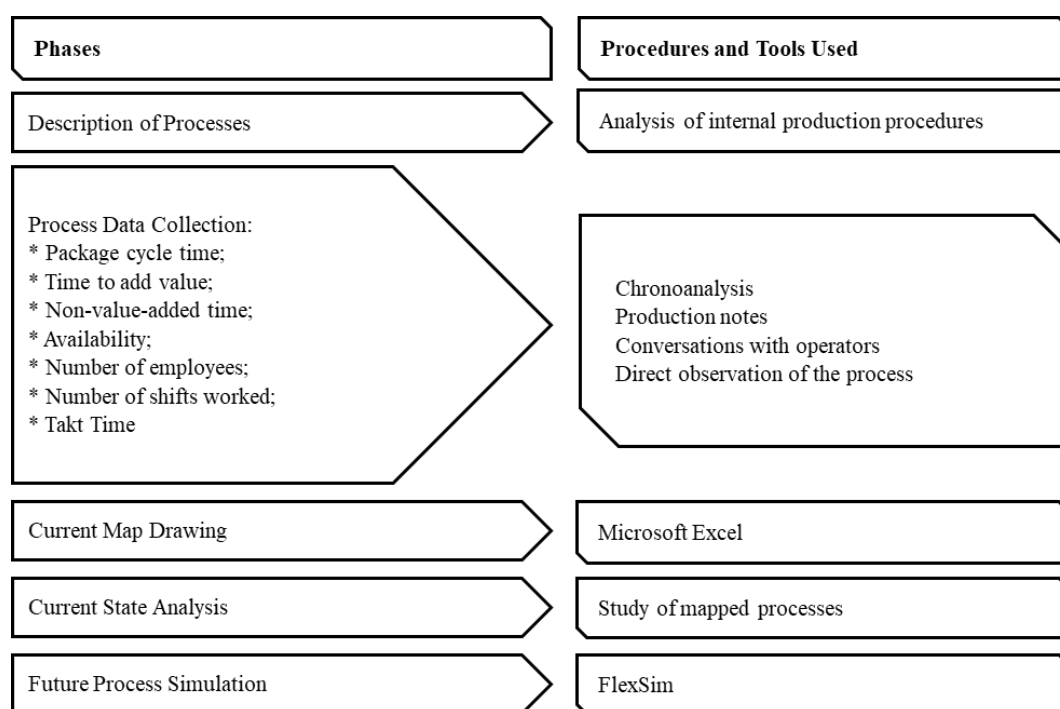 Phases
Procedures and Tools Used
Description of Processes
Analysis of internal production procedures
Process Data Collection:
* Package cycle time;
* Time to add value;
* Non-value-added time;
* Availability;
* Number of employees;
* Number of shifts worked;
* Takt Time
Chronoanalysis
Production notes
Conversations with operators
Direct observation of the process
Current Map Drawing
Microsoft Excel
Current State Analysis
Study of mapped processes
Future Process Simulation
FlexSim